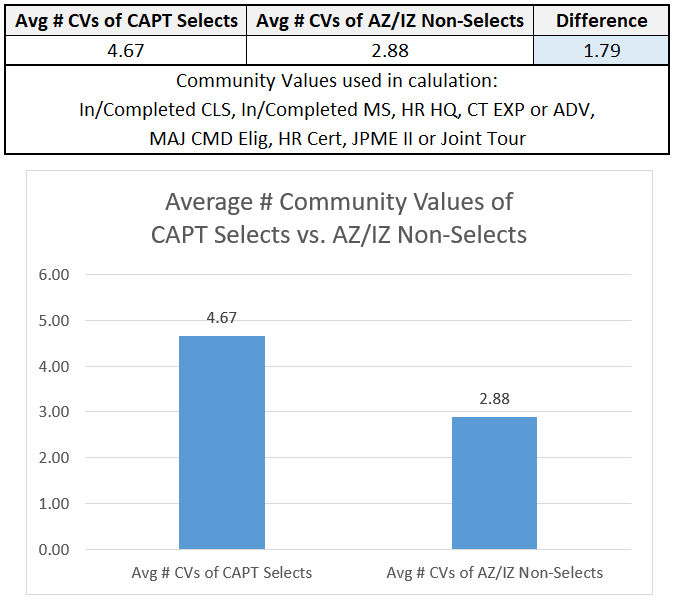 Avg # CVs of CAPT Selects Avg # CVs of AZ/IZ Non-Selects Difference
4.67 2.88 1.79
Community Values used in calulation:
In/Completed CLS, In/Completed MS, HR HQ, CT EXP or ADV,
MAJ CMD Elig, HR Cert, JPME II or Joint Tour
Average # Community Values of
CAPT Selects vs. AZ/IZ Non-Selects
6.00
5.00
4.00
3.00
2.00
1.00
0.00
4.67
2.88
Avg # CVs of CAPT Selects Avg # CVs of AZ/IZ Non-Selects